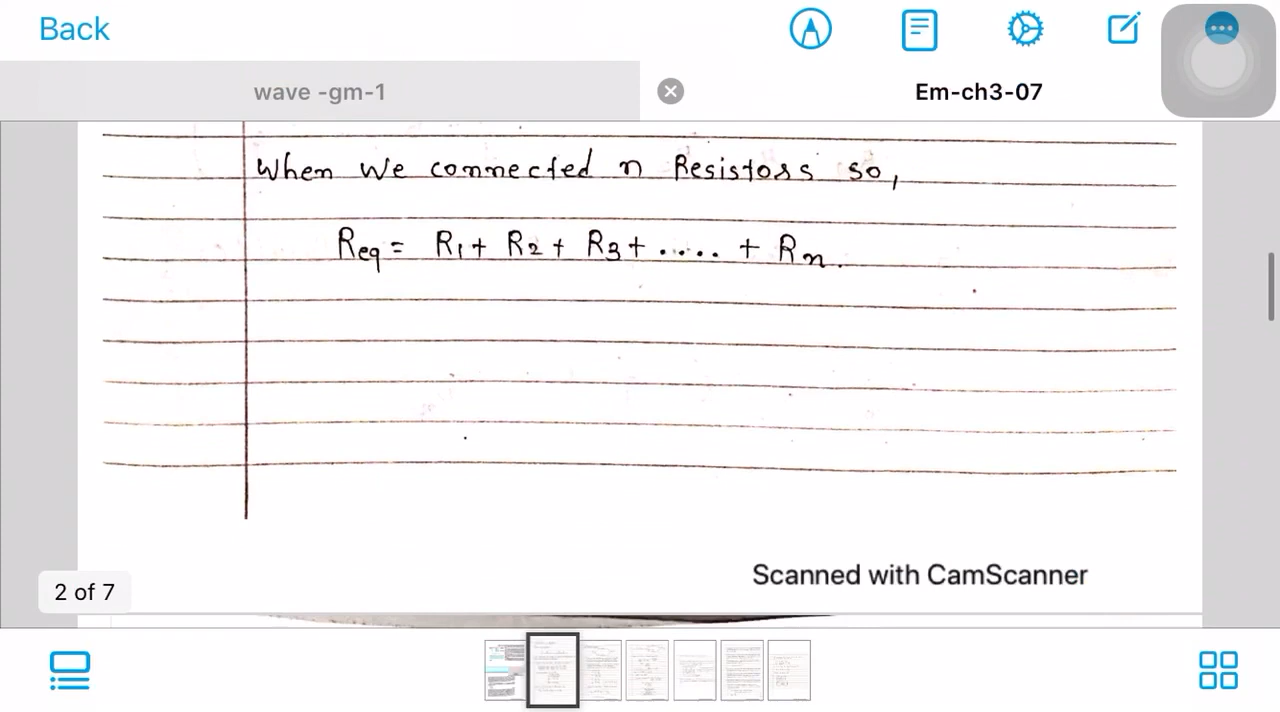 Back
wave -gm-1
Em-ch3-07
When we connected n Resistors so,
Req = R1 + R2 + R3 + ..... + Rn.
Scanned with CamScanner
2 of 7